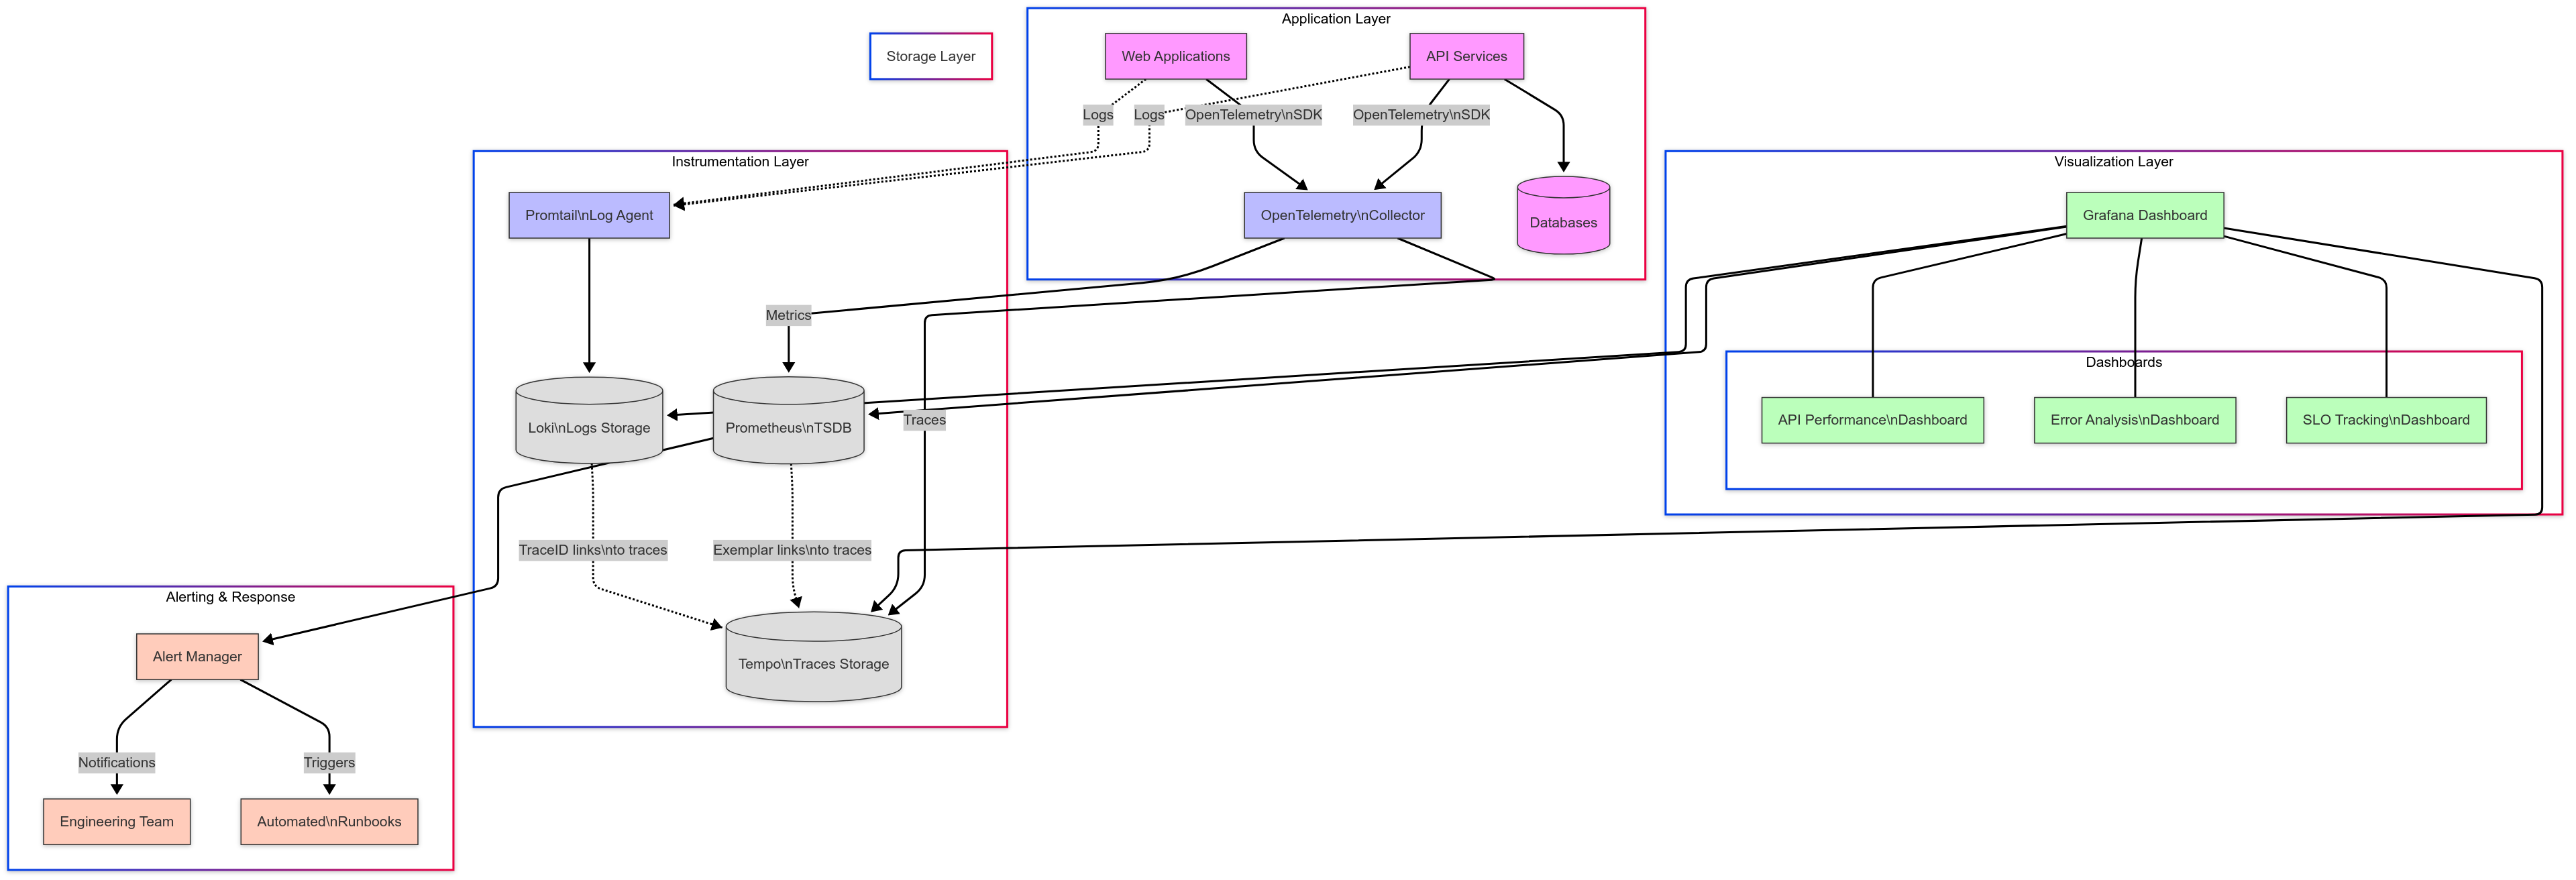 Application Layer
Storage Layer
Web Applications
API Services
Logs
Logs
OpenTelemetry\nSDK
OpenTelemetry\nSDK
Instrumentation Layer
Visualization Layer
Promtail\nLog Agent
OpenTelemetry\nCollector
Databases
Grafana Dashboard
Metrics
Dashboards
Loki\nLogs Storage
Prometheus\nTSDB
Traces
API Performance\nDashboard
Error Analysis\nDashboard
SLO Tracking\nDashboard
TraceID links\nto traces
Exemplar links\nto traces
Alerting & Response
Alert Manager
Tempo\nTraces Storage
Notifications
Triggers
Engineering Team
Automated\nRunbooks